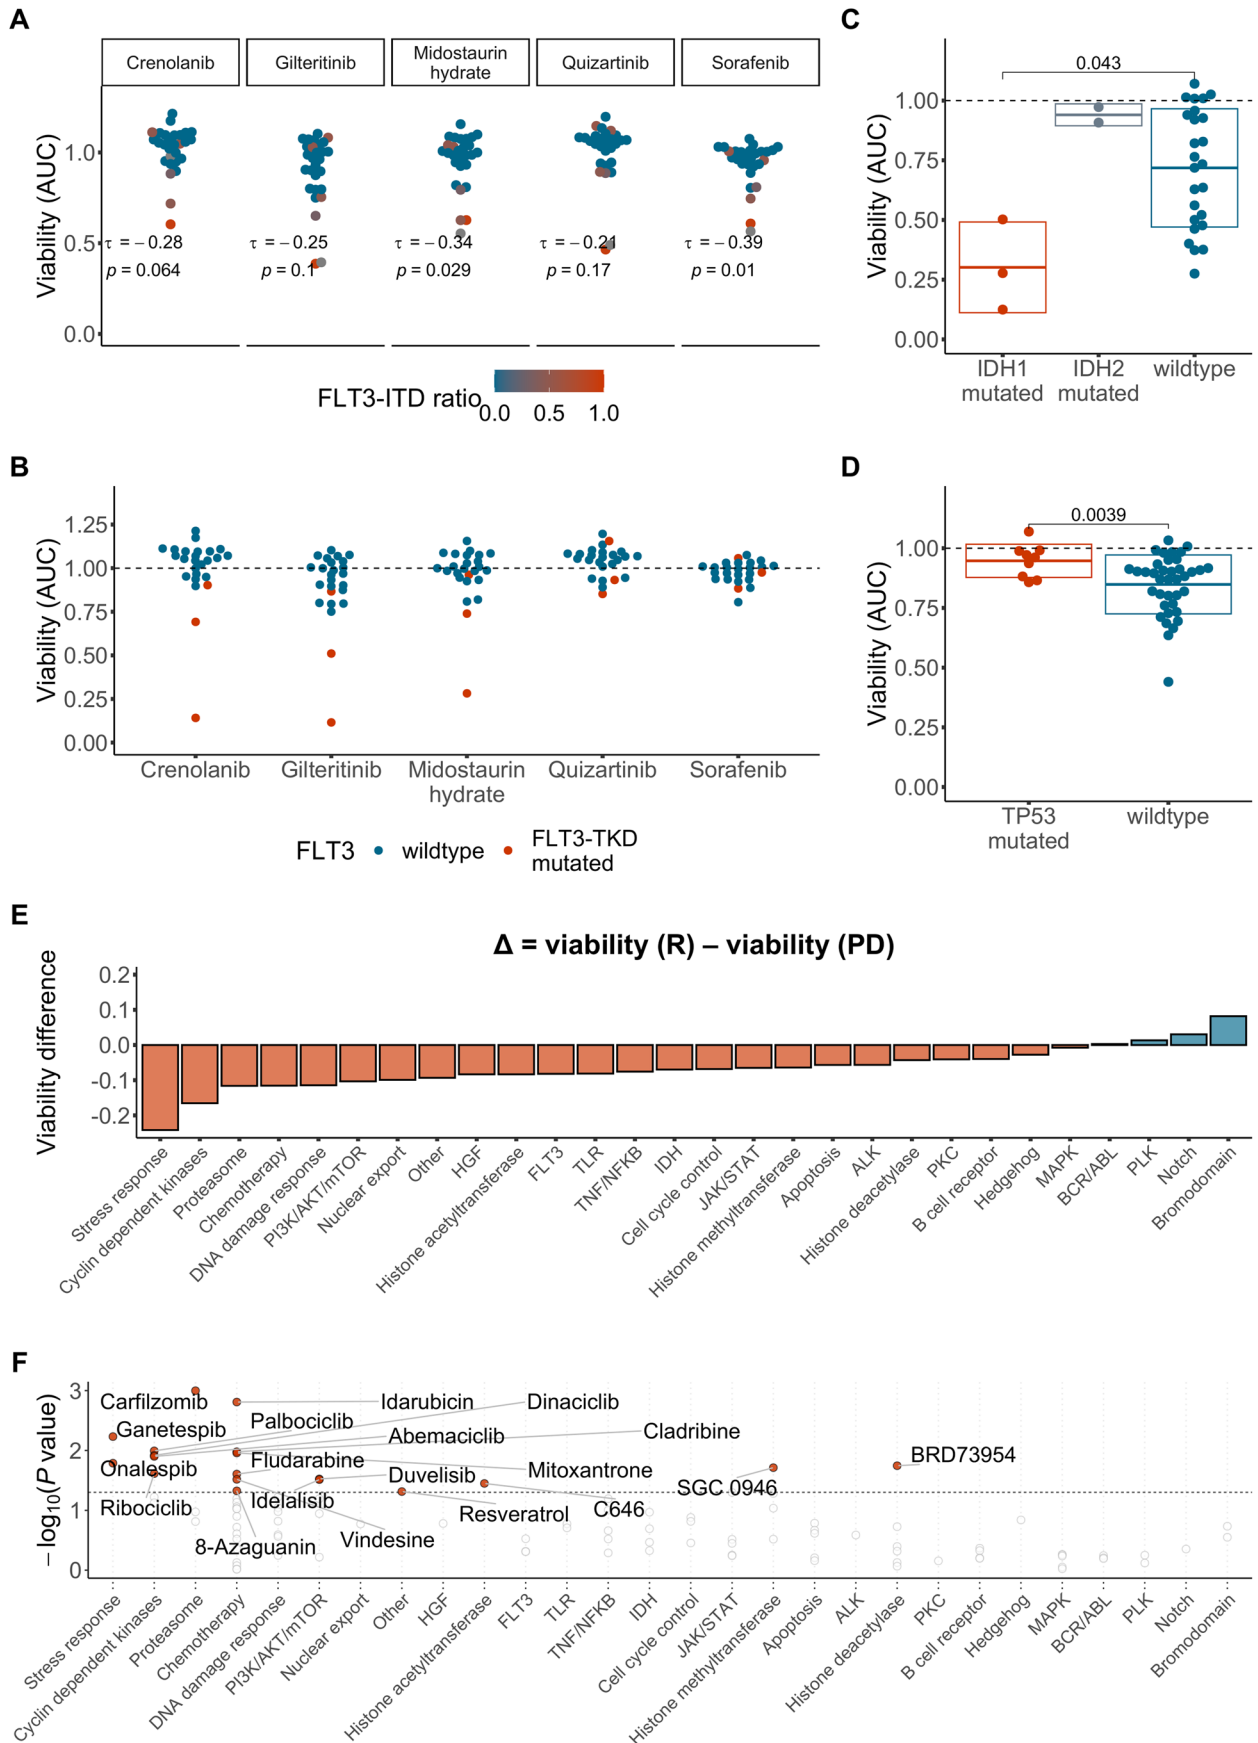 A
Crenolanib
Gilteritinib
Midostaurin
hydrate
Quizartinib
Sorafenib
Viability (AUC)
1.0
0.5
0.0
τ = −0.28
p = 0.064
τ = −0.25
p = 0.1
τ = −0.34
p = 0.029
τ = −0.21
p = 0.17
τ = −0.39
p = 0.01
FLT3-ITD ratio
0.0 0.5 1.0
B
Viability (AUC)
1.25
1.00
0.75
0.50
0.25
0.00
Crenolanib
Gilteritinib
Midostaurin
hydrate
Quizartinib
Sorafenib
FLT3
wildtype
FLT3-TKD
mutated
C
Viability (AUC)
1.00
0.75
0.50
0.25
0.00
0.043
IDH1
mutated
IDH2
mutated
wildtype
D
Viability (AUC)
1.00
0.75
0.50
0.25
0.00
0.0039
TP53
mutated
wildtype
E
Δ = viability (R) – viability (PD)
Viability difference
0.2
0.1
0.0
-0.1
-0.2
Stress response
Cyclin dependent kinases
Proteasome
Chemotherapy
DNA damage response
PI3K/AKT/mTOR
Nuclear export
Other
HGF
Histone acetyltransferase
FLT3
TLR
TNF/NFKB
IDH
Cell cycle control
JAK/STAT
Histone methyltransferase
Apoptosis
ALK
Histone deacetylase
PKC
B cell receptor
Hedgehog
MAPK
BCR/ABL
PLK
Notch
Bromodomain
F
− log10(P value)
3
2
1
0
Carfilzomib
Idarubicin
Dinaciclib
Ganetespib
Palbociclib
Abemaciclib
Cladribine
Onalespib
Fludarabine
Duvelisib
Mitoxantrone
BRD73954
SGC 0946
Ribociclib
Idelalisib
Resveratrol
C646
8-Azaguanin
Vindesine
Stress response
Cyclin dependent kinases
Proteasome
Chemotherapy
DNA damage response
PI3K/AKT/mTOR
Nuclear export
Other
HGF
Histone acetyltransferase
FLT3
TLR
TNF/NFKB
IDH
Cell cycle control
JAK/STAT
Histone methyltransferase
Apoptosis
ALK
Histone deacetylase
PKC
B cell receptor
Hedgehog
MAPK
BCR/ABL
PLK
Notch
Bromodomain